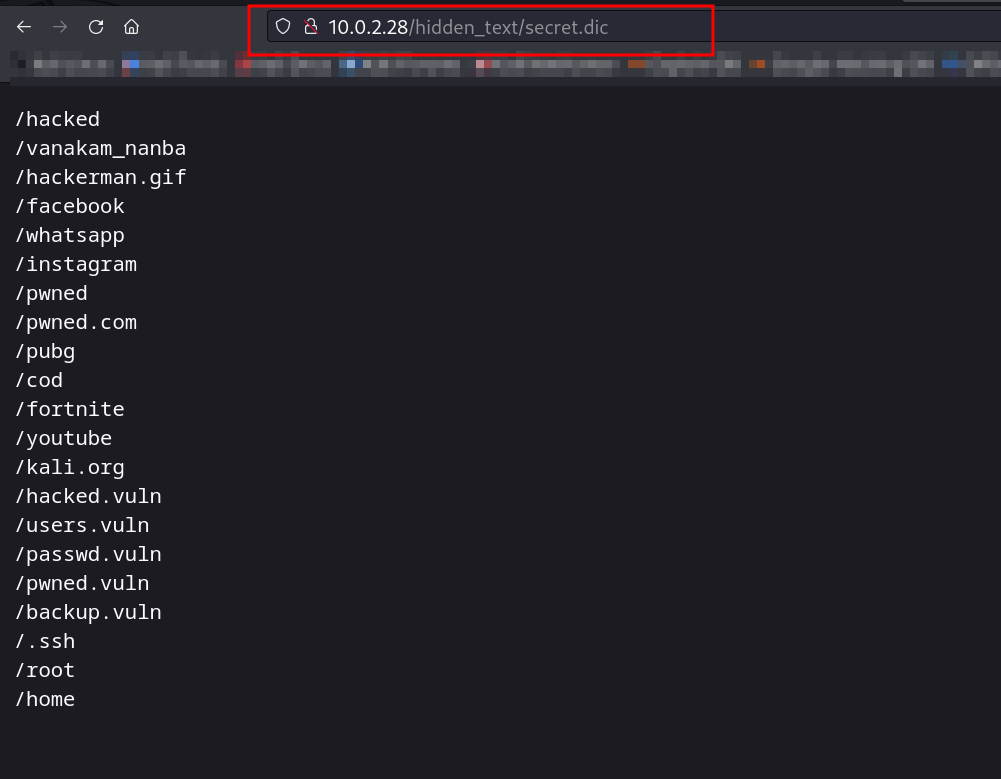 10.0.2.28/hidden_text/secret.dic
/hacked
/vanakam_nanba
/hackerman.gif
/facebook
/whatsapp
/instagram
/pwned
/pwned.com
/pubg
/cod
/fortnite
/youtube
/kali.org
/hacked.vuln
/users.vuln
/passwd.vuln
/pwned.vuln
/backup.vuln
/.ssh
/root
/home